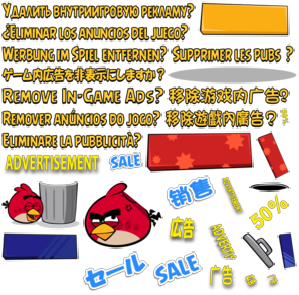 Удалить внутриигровую рекламу?
¿Eliminar los anuncios del juego?
Werbung im Spiel entfernen? Supprimer les pubs ?
ゲーム内広告を非表示にしますか？
Remove In-Game Ads? 移除游戏内广告?
Remover anúncios do jogo? 移除遊戲內廣告？
Eliminare la pubblicità?
ADVERTISEMENT SALE
销售
広告
50%
ADVERT
セール SALE 广告